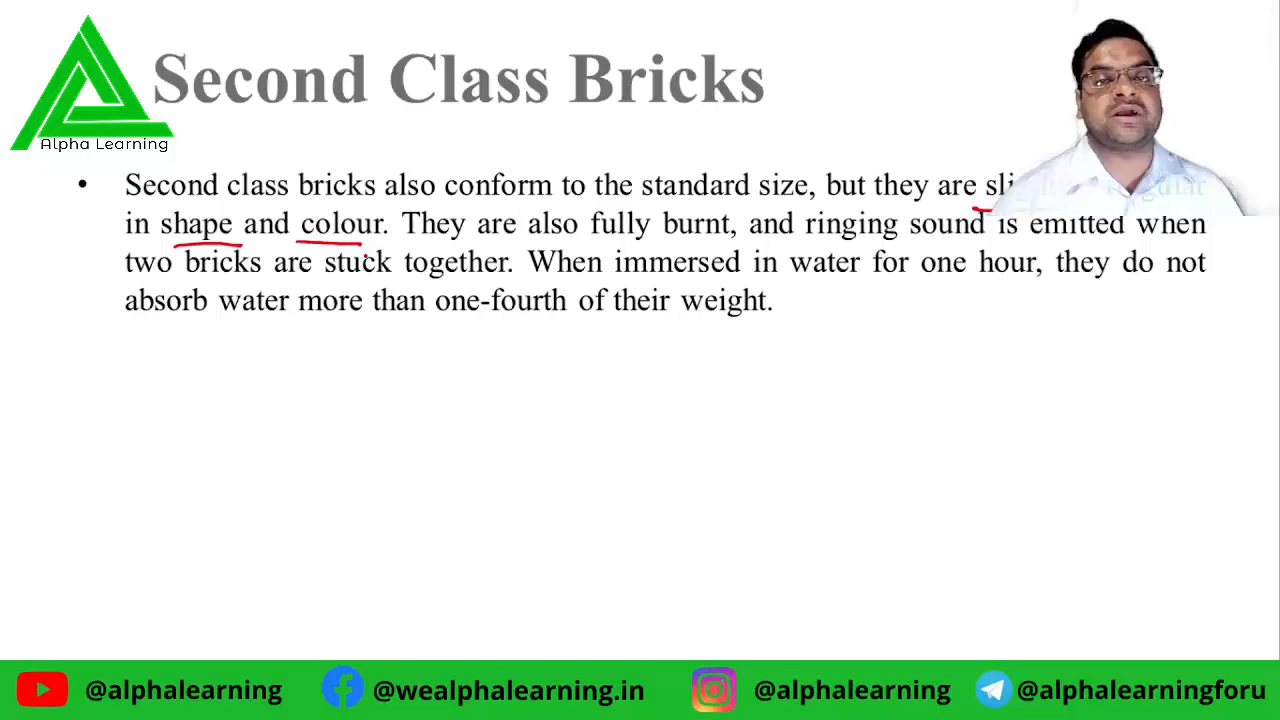 Second Class Bricks
Alpha Learning
• Second class bricks also conform to the standard size, but they are
in shape and colour. They are also fully burnt, and ringing sound is emitted when
two bricks are stuck together. When immersed in water for one hour, they do not
absorb water more than one-fourth of their weight.
@alphalearning
@wealphalearning.in
@alphalearning
@alphalearningforu